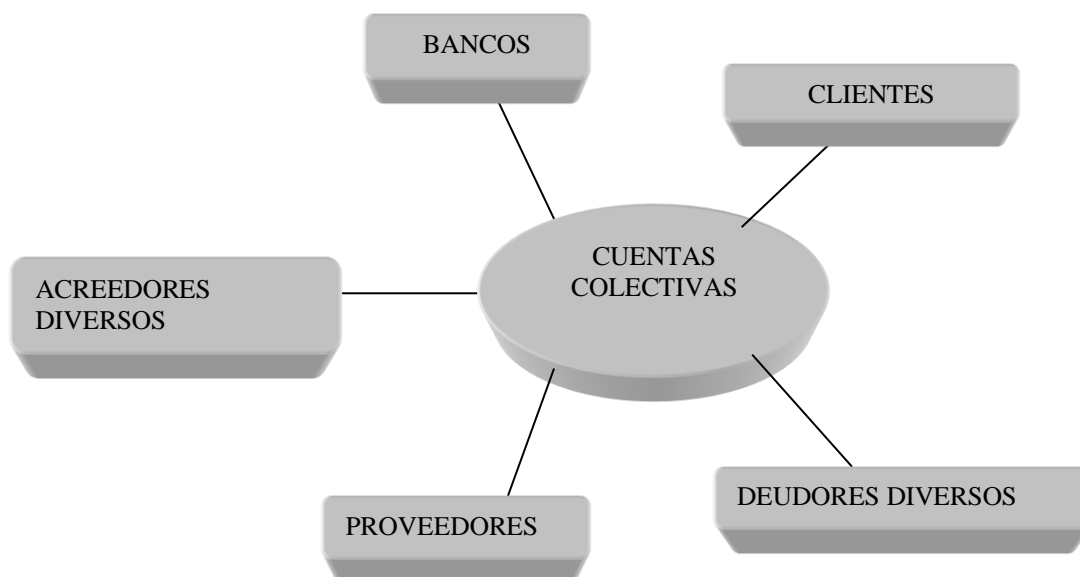 BANCOS
CLIENTES
CUENTAS
COLECTIVAS
ACREEDORES
DIVERSOS
DEUDORES DIVERSOS
PROVEEDORES